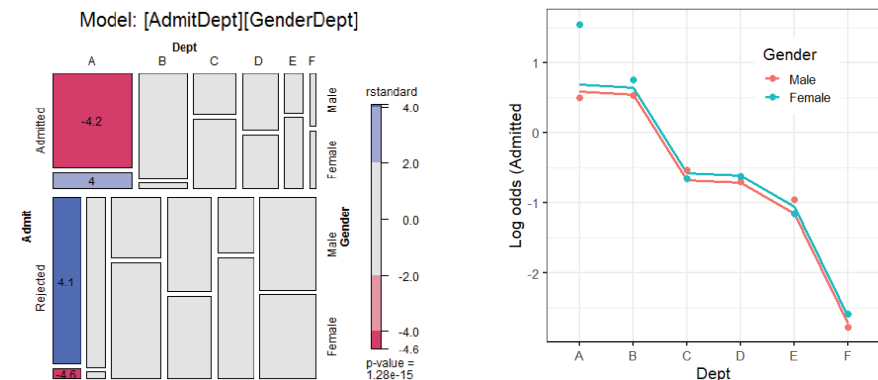 Model: [AdmitDept][GenderDept]
Dept
A B C D E F
Admit
Admitted
Rejected
-4.2
4
4.1
-4.6
Male
Female
Male
Female
Gender
rstandard
4.0
2.0
0.0
-2.0
-4.0
-4.6
p-value =
1.28e-15
Log odds (Admitted
1
0
-1
-2
Gender
Male
Female
A B C D E F
Dept